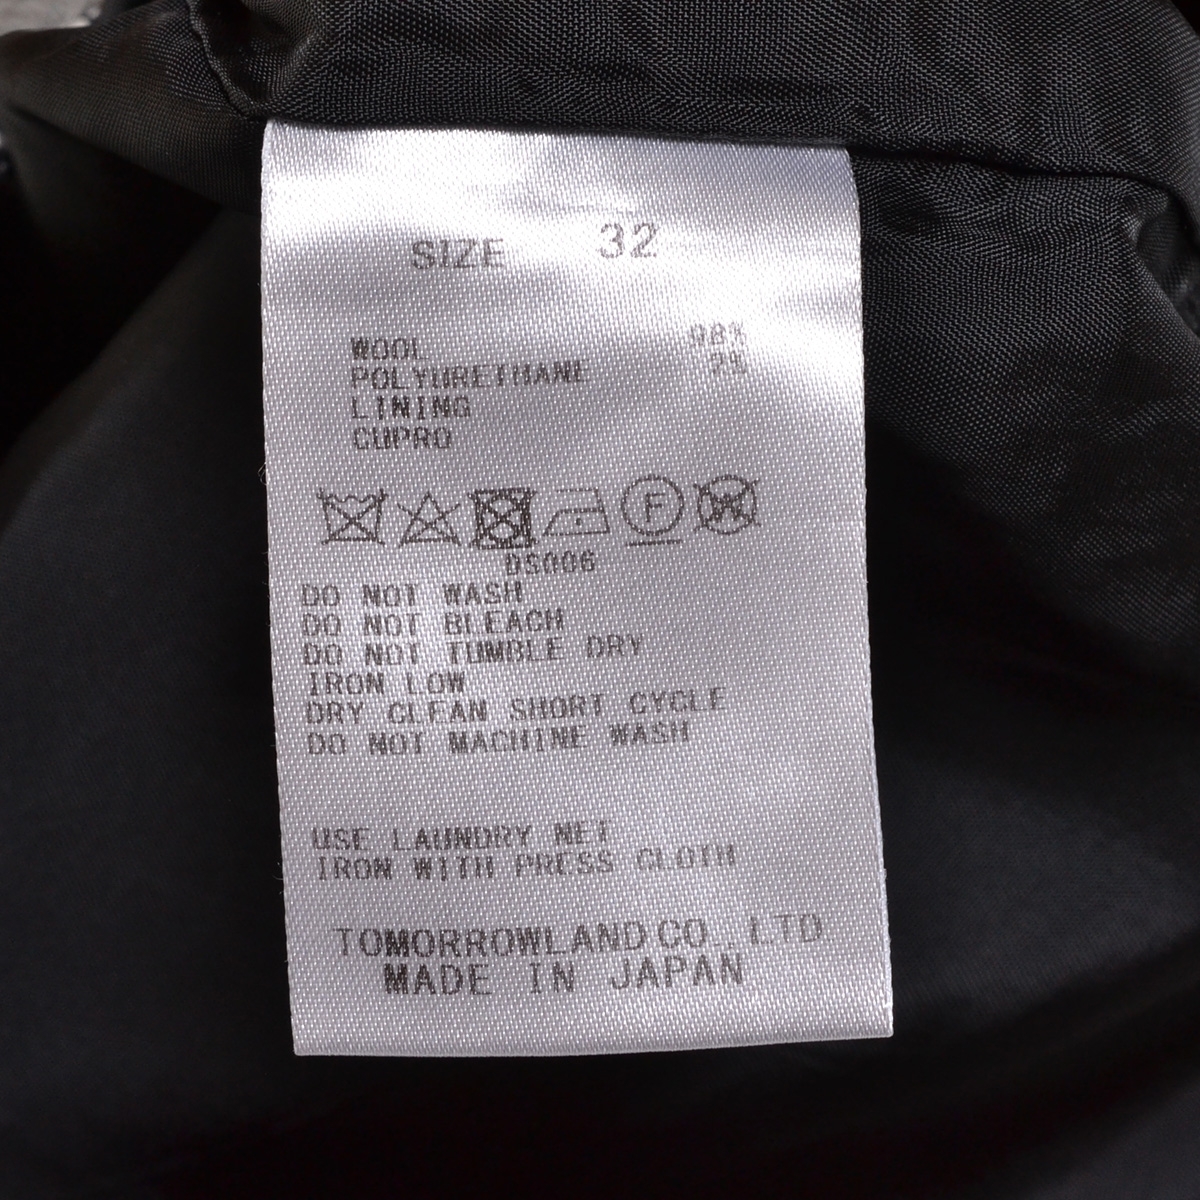 SIZE 32
WOOL 98%
POLYURETHANE 2%
LINING
CUPRO
F W
DS006
DO NOT WASH
DO NOT BLEACH
DO NOT TUMBLE DRY
IRON LOW
DRY CLEAN SHORT CYCLE
DO NOT MACHINE WASH
USE LAUNDRY NET
IRON WITH PRESS CLOTH
TOMORROWLAND CO., LTD
MADE IN JAPAN